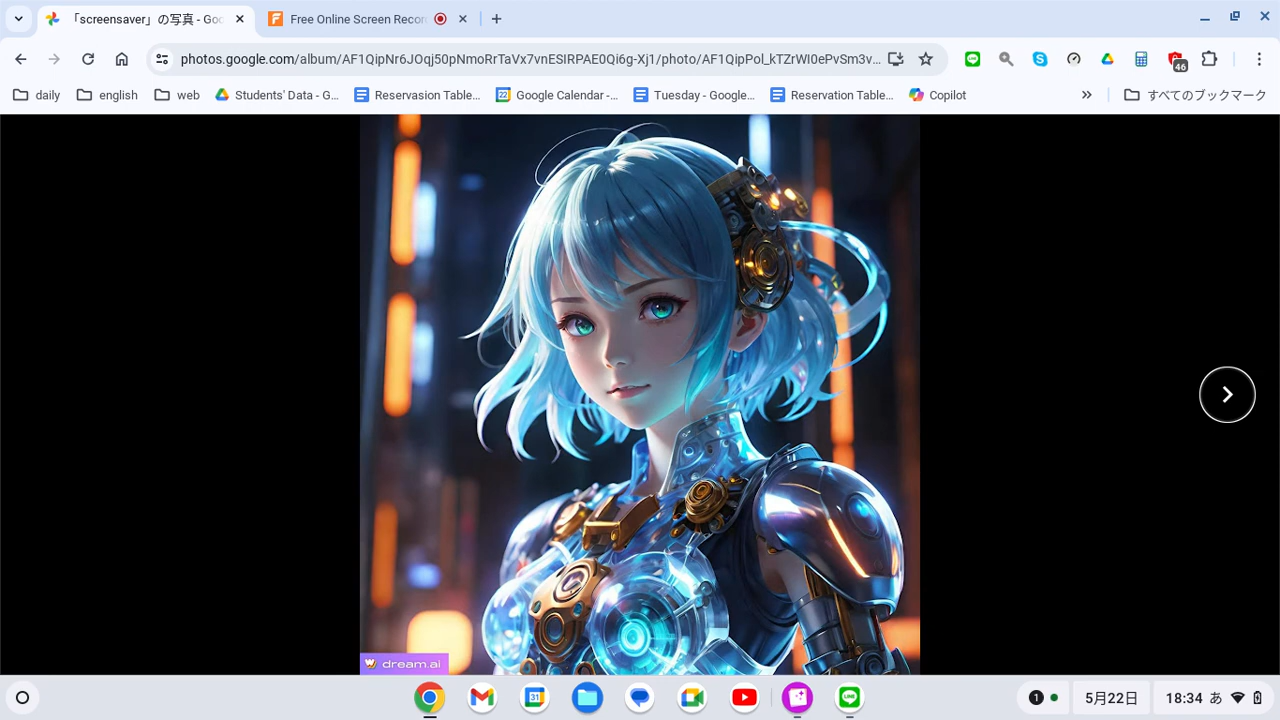 「screensaver」の写真 - Goo
Free Online Screen Recor
photos.google.com/album/AF1QipNr6JOqj50pNmoRrTaVx7vnESIRPAE0Qi6g-Xj1/photo/AF1QipPol_kTZrWI0ePvSm3v...
46
daily
english
web
Students' Data - G...
Reservasion Table...
Google Calendar -...
Tuesday - Google...
Reservation Table...
Copilot
すべてのブックマーク
dream.ai
31
1
5月22日
18:34
あ